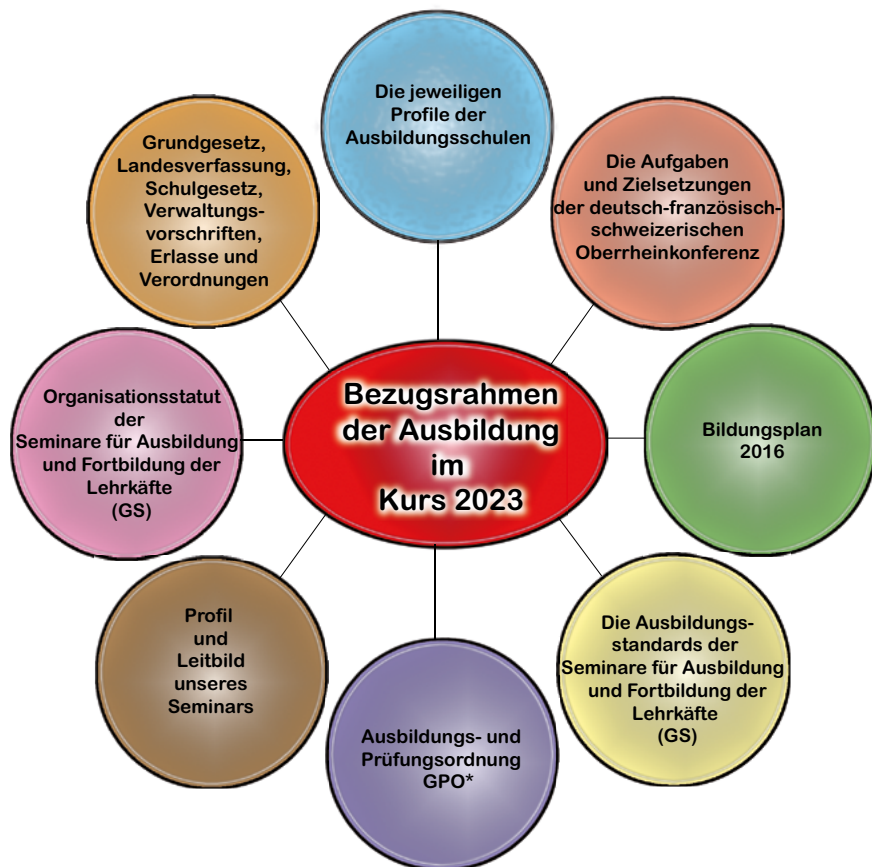 Die jeweiligen
Profile der
Ausbildungsschulen
Grundgesetz,
Landesverfassung,
Schulgesetz,
Verwaltungs-
vorschriften,
Erlasse und
Verordnungen
Die Aufgaben
und Zielsetzungen
der deutsch-französisch-
schweizerischen
Oberrheinkonferenz
Bezugsrahmen
der Ausbildung
im
Kurs 2023
Organisationsstatut
der
Seminare für Ausbildung
und Fortbildung der
Lehrkäfte
(GS)
Bildungsplan
2016
Profil
und
Leitbild
unseres
Seminars
Die Ausbildungs-
standards der
Seminare für Ausbildung
und Fortbildung der
Lehrkäfte
(GS)
Ausbildungs- und
Prüfungsordnung
GPO*